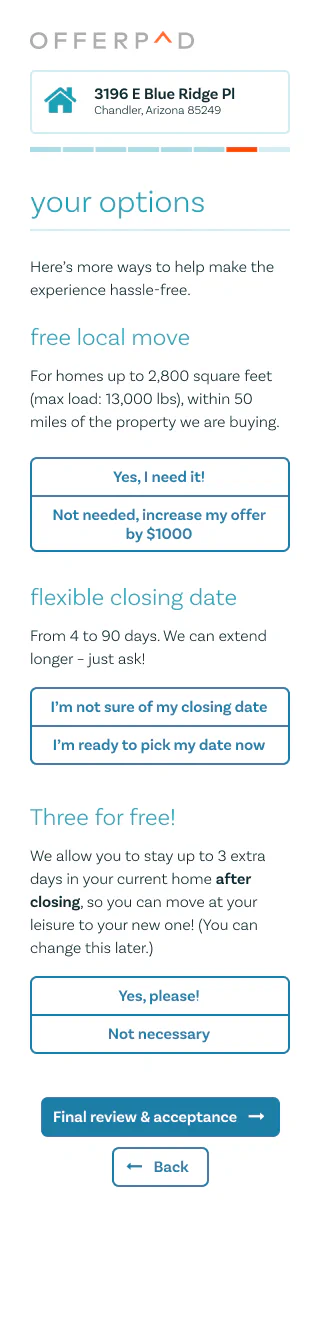 OFFERPAD
3196 E Blue Ridge Pl
Chandler, Arizona 85249
your options
Here's more ways to help make the
experience hassle-free.
free local move
For homes up to 2,800 square feet
(max load: 13,000 lbs), within 50
miles of the property we are buying.
Yes, I need it!
Not needed, increase my offer
by $1000
flexible closing date
From 4 to 90 days. We can extend
longer – just ask!
I'm not sure of my closing date
I'm ready to pick my date now
Three for free!
We allow you to stay up to 3 extra
days in your current home after
closing, so you can move at your
leisure to your new one! (You can
change this later.)
Yes, please!
Not necessary
Final review & acceptance →
← Back